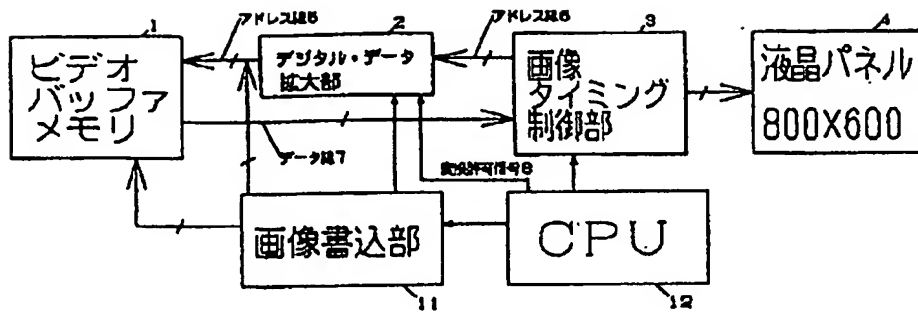 1
ビデオ
バッファ
メモリ
アドレス線5
2
デジタル・データ
拡大部
アドレス線6
3
画像
タイミング
制御部
4
液晶パネル
800X600
データ線7
変換許可信号8
画像書込部
11
CPU
12